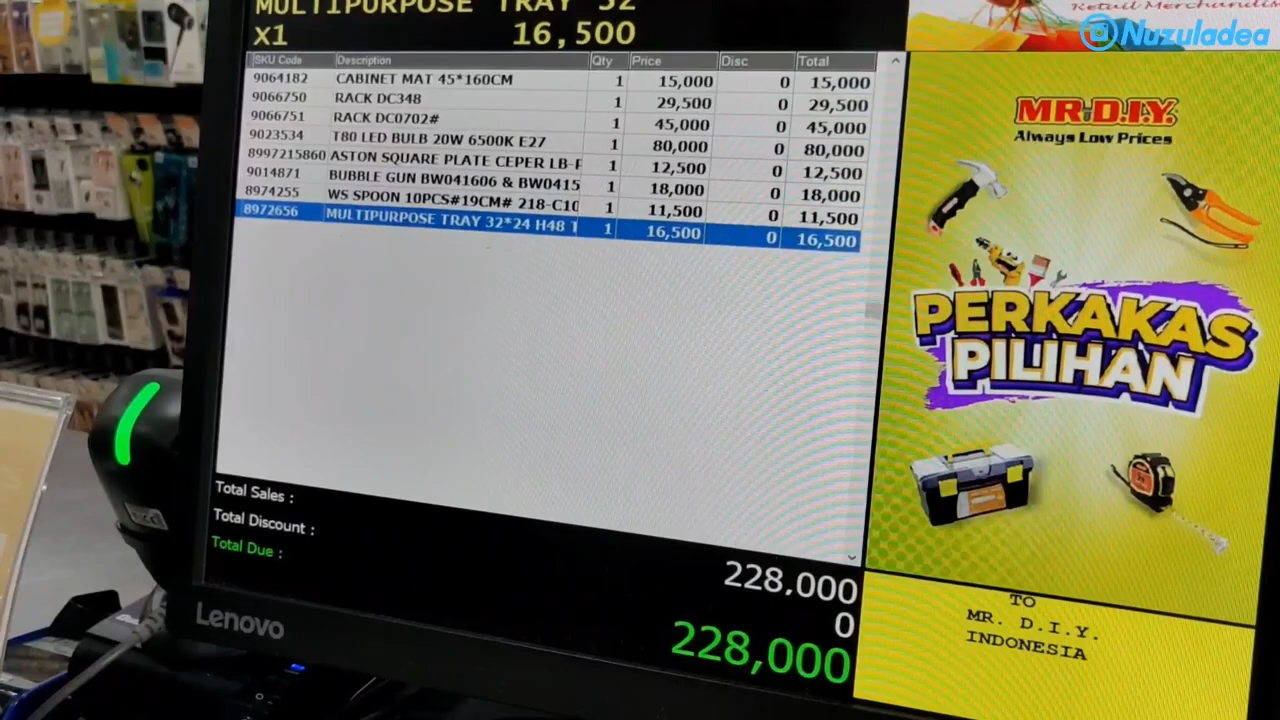 MULTIPURPOSE TRAY 32
X1 16,500
Retail Merchandis
Nuzuladea
SKU Code Description Qty Price Disc Total
9064182 CABINET MAT 45*160CM 1 15,000 0 15,000
9066750 RACK DC348 1 29,500 0 29,500
9066751 RACK DC0702# 1 45,000 0 45,000
9023534 T80 LED BULB 20W 6500K E27 1 80,000 0 80,000
8997215860 ASTON SQUARE PLATE CEPER LB-F 1 12,500 0 12,500
9014871 BUBBLE GUN BW041606 & BW0415 1 18,000 0 18,000
8974255 WS SPOON 10PCS#19CM# 218-C10 1 11,500 0 11,500
8972656 MULTIPURPOSE TRAY 32*24 H48 T 1 16,500 0 16,500
MR.D.I.Y.
Always Low Prices
PERKAKAS
PILIHAN
Total Sales : 228,000
Total Discount : 0
Total Due : 228,000
TO
MR. D.I.Y.
INDONESIA
Lenovo